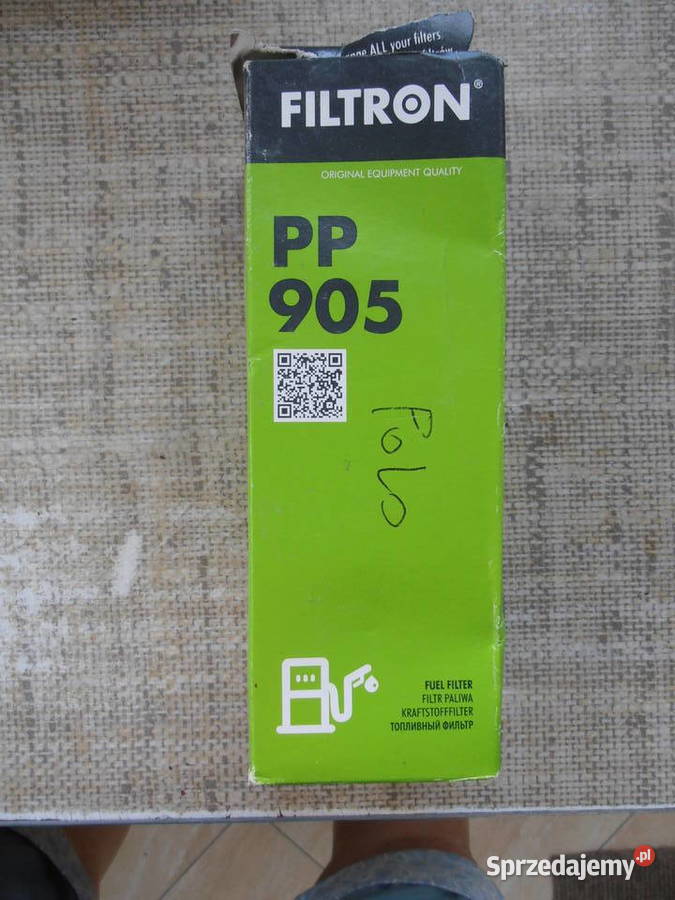 ALL your filters
FILTRON®
ORIGINAL EQUIPMENT QUALITY
PP
905
Polo
FUEL FILTER
FILTR PALIWA
KRAFTSTOFFFILTER
ТОПЛИВНЫЙ ФИЛЬТР
Sprzedajemy.pl